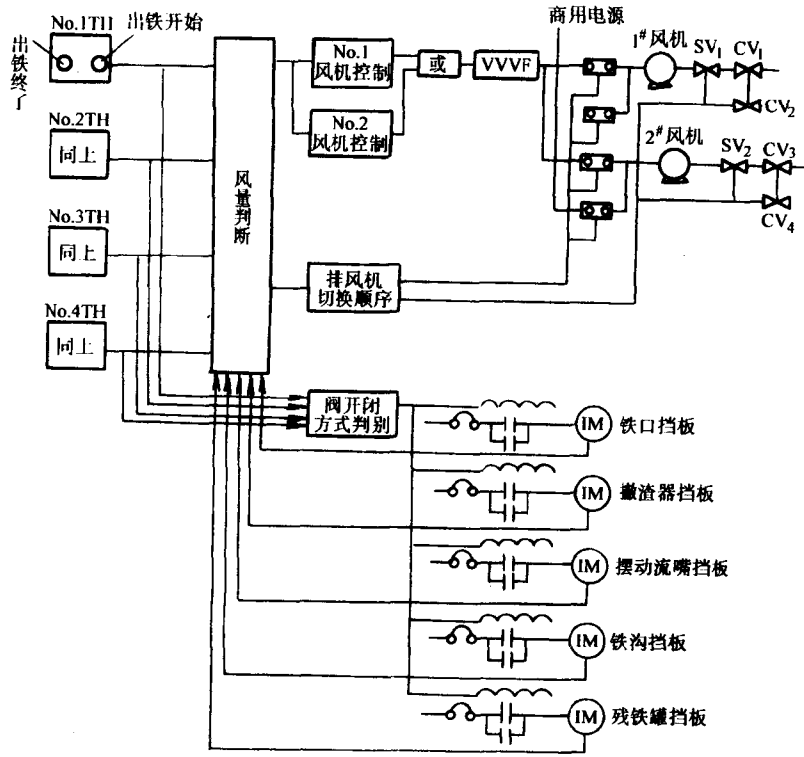 No.1TH
出铁开始
出铁终了
No.2TH
同上
No.3TH
同上
No.4TH
同上
风量判断
No.1
风机控制
No.2
风机控制
或
VVVF
商用电源
1#风机
SV1
CV1
CV2
2#风机
SV2
CV3
CV4
排风机
切换顺序
阀开闭
方式判别
IM
铁口挡板
IM
撇渣器挡板
IM
摆动流嘴挡板
IM
铁沟挡板
IM
残铁罐挡板